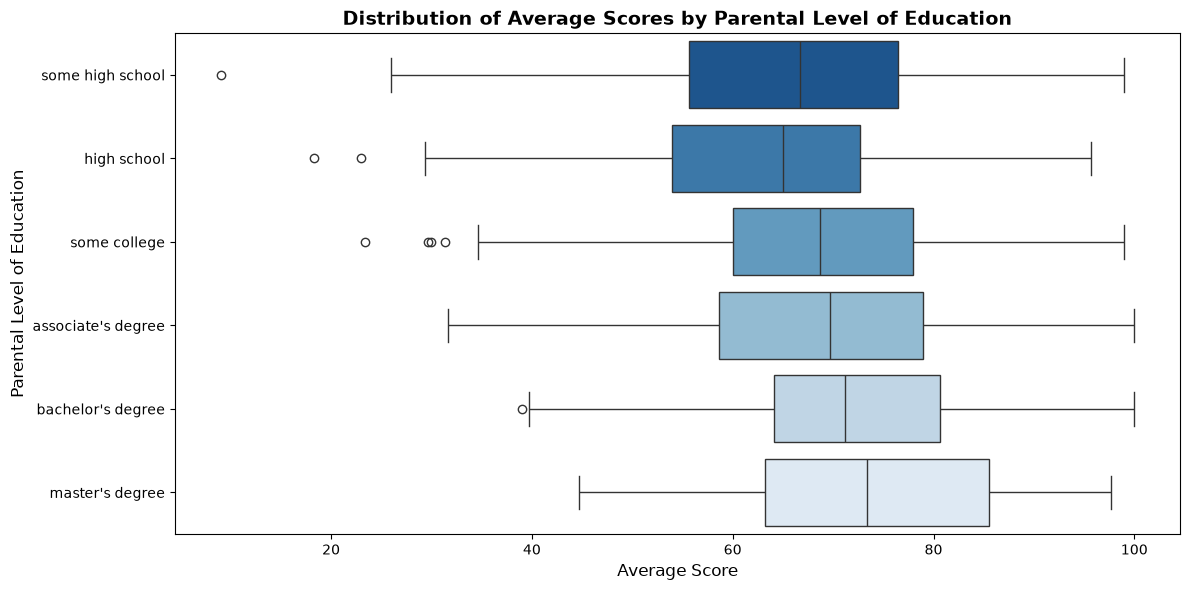 Distribution of Average Scores by Parental Level of Education
Parental Level of Education
some high school
high school
some college
associate's degree
bachelor's degree
master's degree
20 40 60 80 100
Average Score